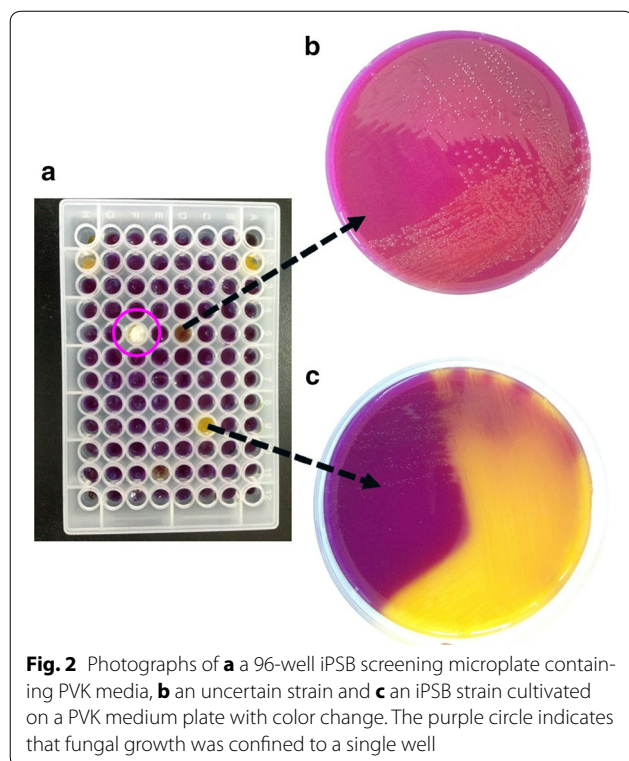 b
a
H G F E D C B A
c
Fig. 2 Photographs of a a 96-well iPSB screening microplate contain-
ing PVK media, b an uncertain strain and c an iPSB strain cultivated
on a PVK medium plate with color change. The purple circle indicates
that fungal growth was confined to a single well